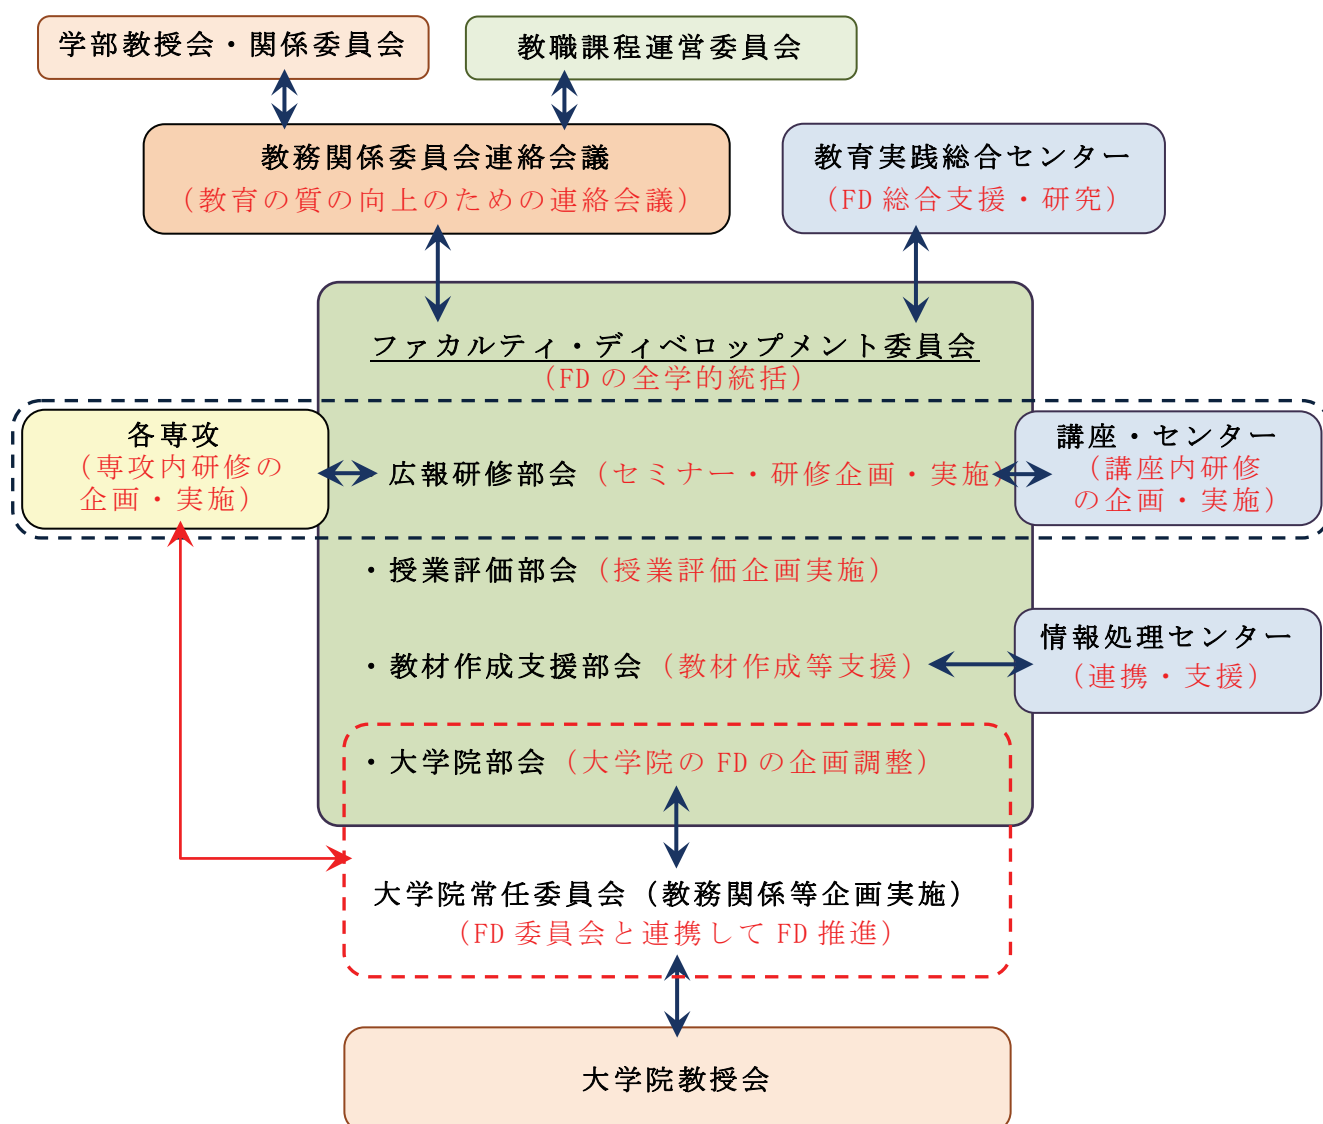 学部教授会・関係委員会
教職課程運営委員会
教務関係委員会連絡会議
（教育の質の向上のための連絡会議）
教育実践総合センター
（FD 総合支援・研究）
ファカルティ・ディベロップメント委員会
（FD の全学的統括）
各専攻
（専攻内研修の
企画・実施）
広報研修部会（セミナー・研修企画・実施）
講座・センター
（講座内研修
の企画・実施）
・授業評価部会（授業評価企画実施）
・教材作成支援部会（教材作成等支援）
情報処理センター
（連携・支援）
・大学院部会（大学院の FD の企画調整）
大学院常任委員会（教務関係等企画実施）
（FD 委員会と連携して FD 推進）
大学院教授会